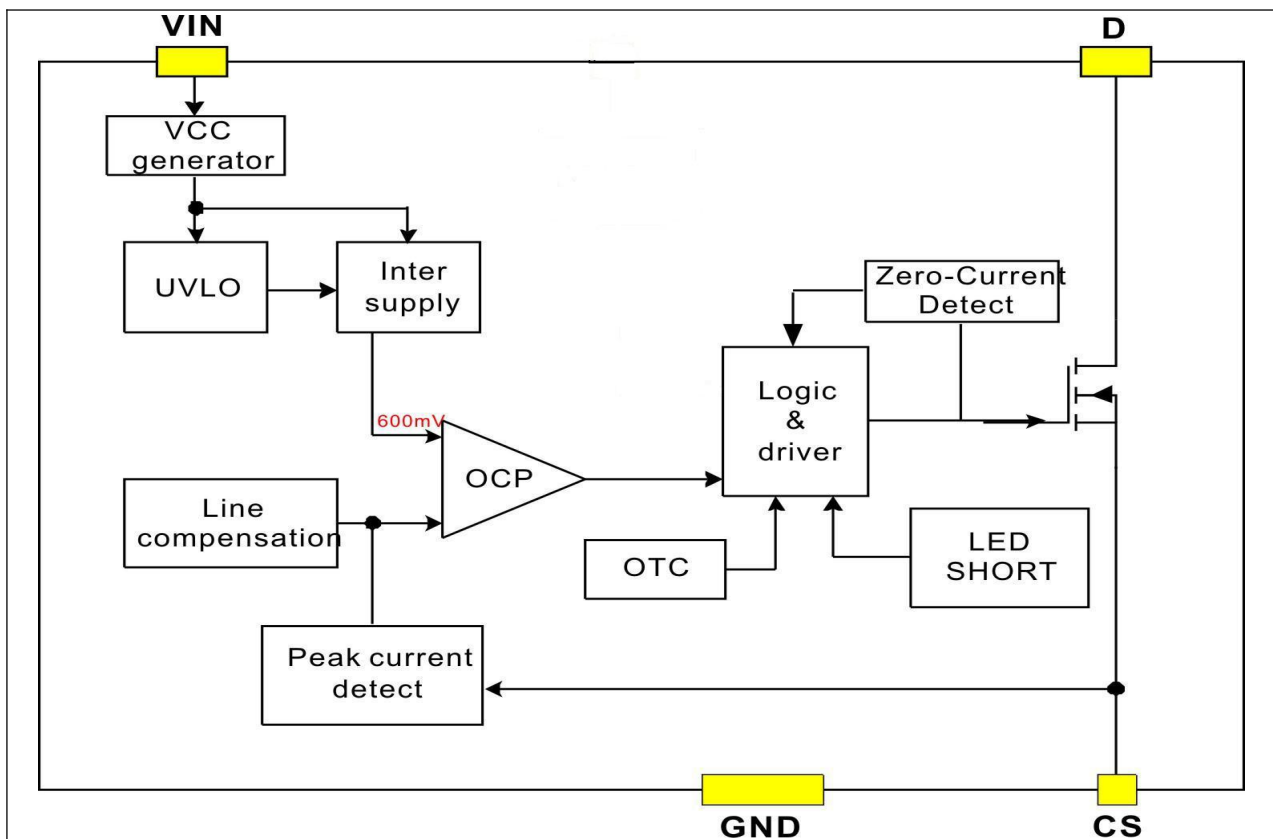 VIN
D
VCC
generator
UVLO
Inter
supply
Zero-Current
Detect
Logic
&
driver
600mV
OCP
Line
compensation
OTC
LED
SHORT
Peak current
detect
GND
CS